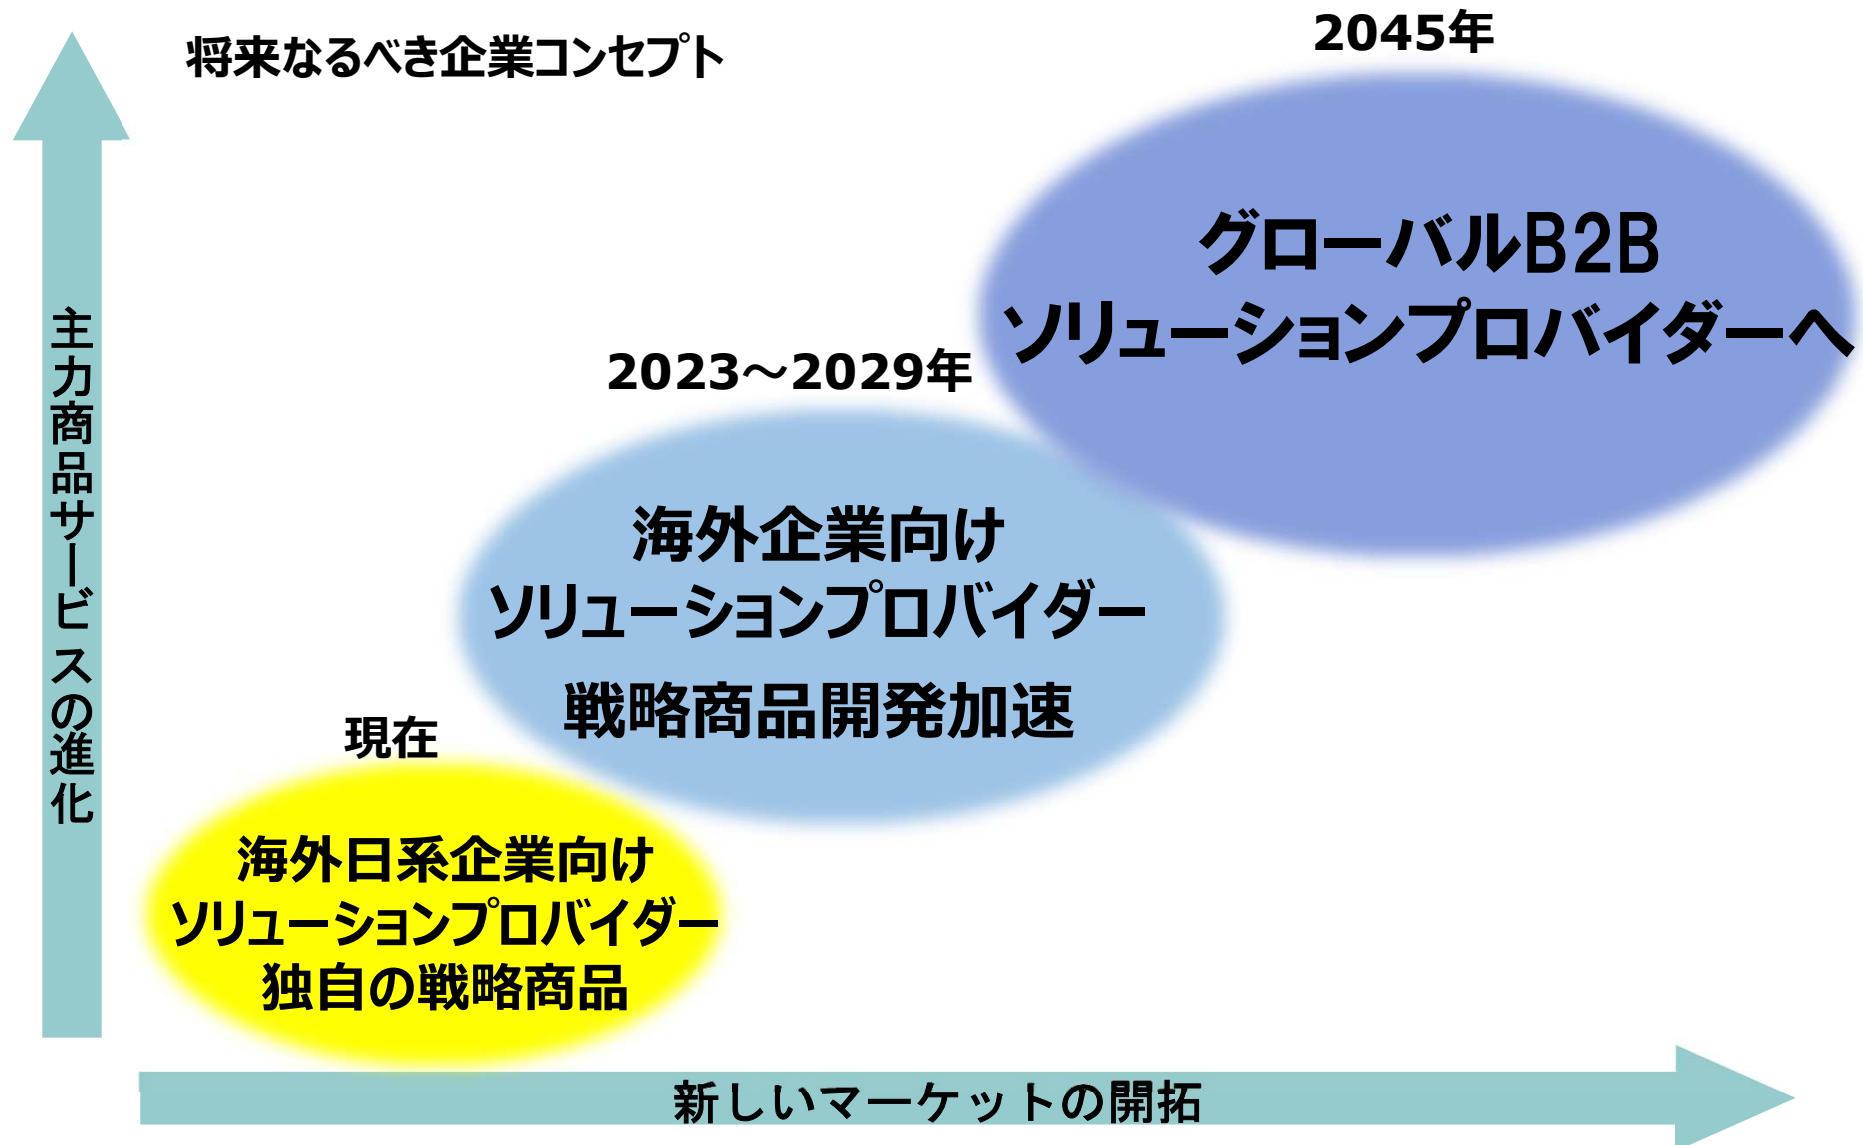 将来なるべき企業コンセプト
2045年
グローバルB2B
ソリューションプロバイダーへ
2023～2029年
海外企業向け
ソリューションプロバイダー
戦略商品開発加速
現在
海外日系企業向け
ソリューションプロバイダー
独自の戦略商品
主力商品サービスの進化
新しいマーケットの開拓